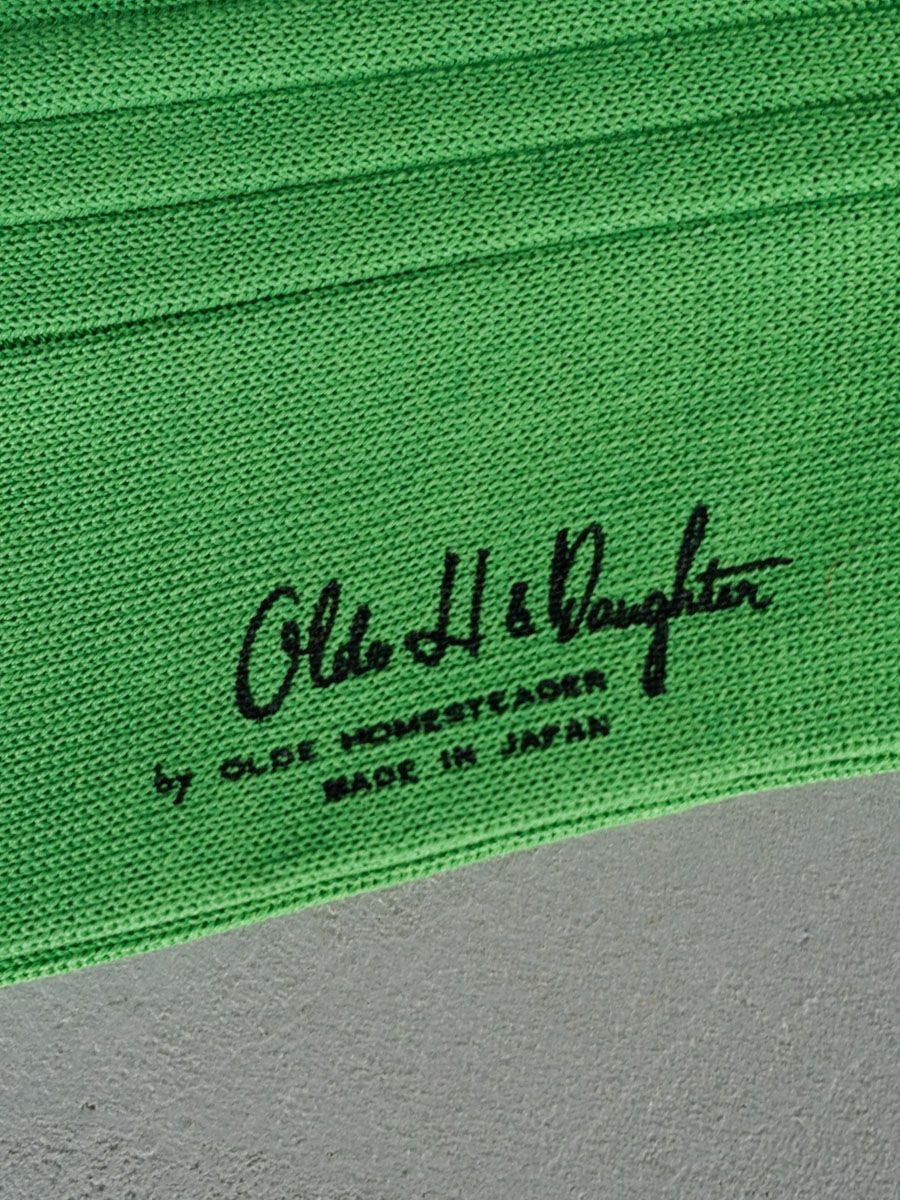 Olde H & Daughter
by OLDE HOMESTEADER
MADE IN JAPAN